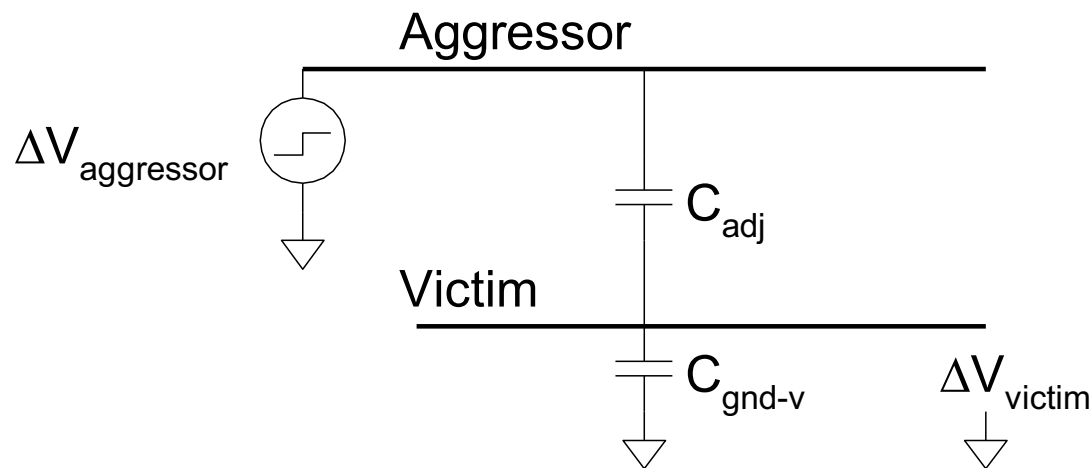 Aggressor
ΔVaggressor
Cadj
Victim
Cgnd-v
ΔVvictim